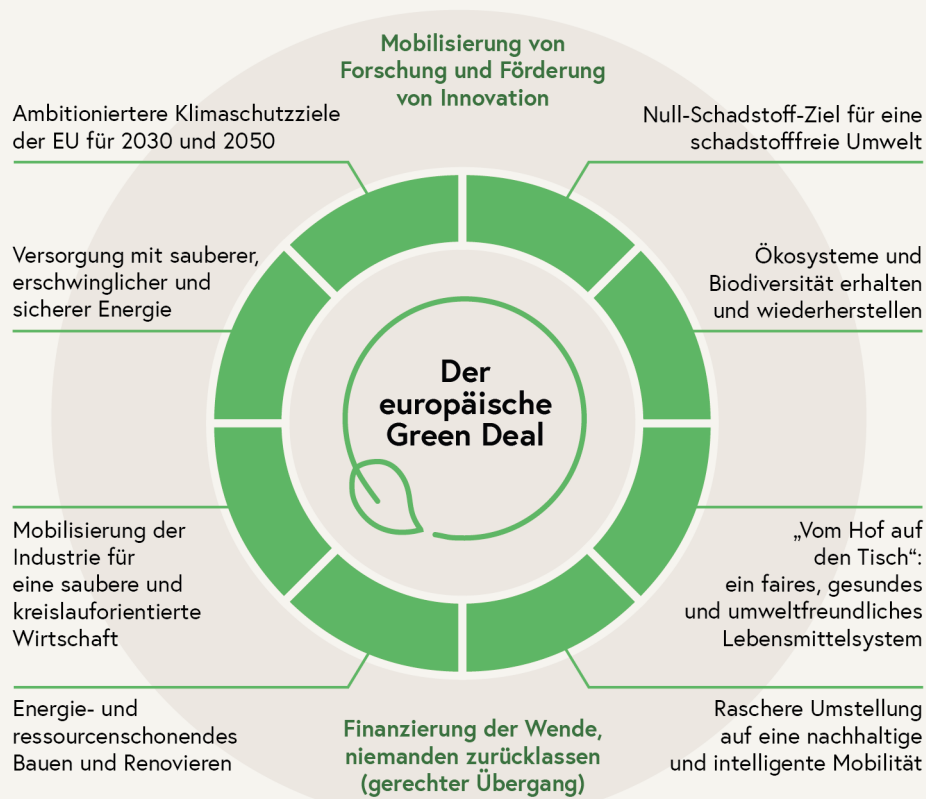 Mobilisierung von
Forschung und Förderung
von Innovation
Ambitioniertere Klimaschutzziele
der EU für 2030 und 2050
Null-Schadstoff-Ziel für eine
schadstofffreie Umwelt
Versorgung mit sauberer,
erschwinglicher und
sicherer Energie
Ökosysteme und
Biodiversität erhalten
und wiederherstellen
Der
europäische
Green Deal
Mobilisierung der
Industrie für
eine saubere und
kreislauforientierte
Wirtschaft
„Vom Hof auf
den Tisch“:
ein faires, gesundes
und umweltfreundliches
Lebensmittelsystem
Energie- und
ressourcenschonendes
Bauen und Renovieren
Finanzierung der Wende,
niemanden zurücklassen
(gerechter Übergang)
Raschere Umstellung
auf eine nachhaltige
und intelligente Mobilität